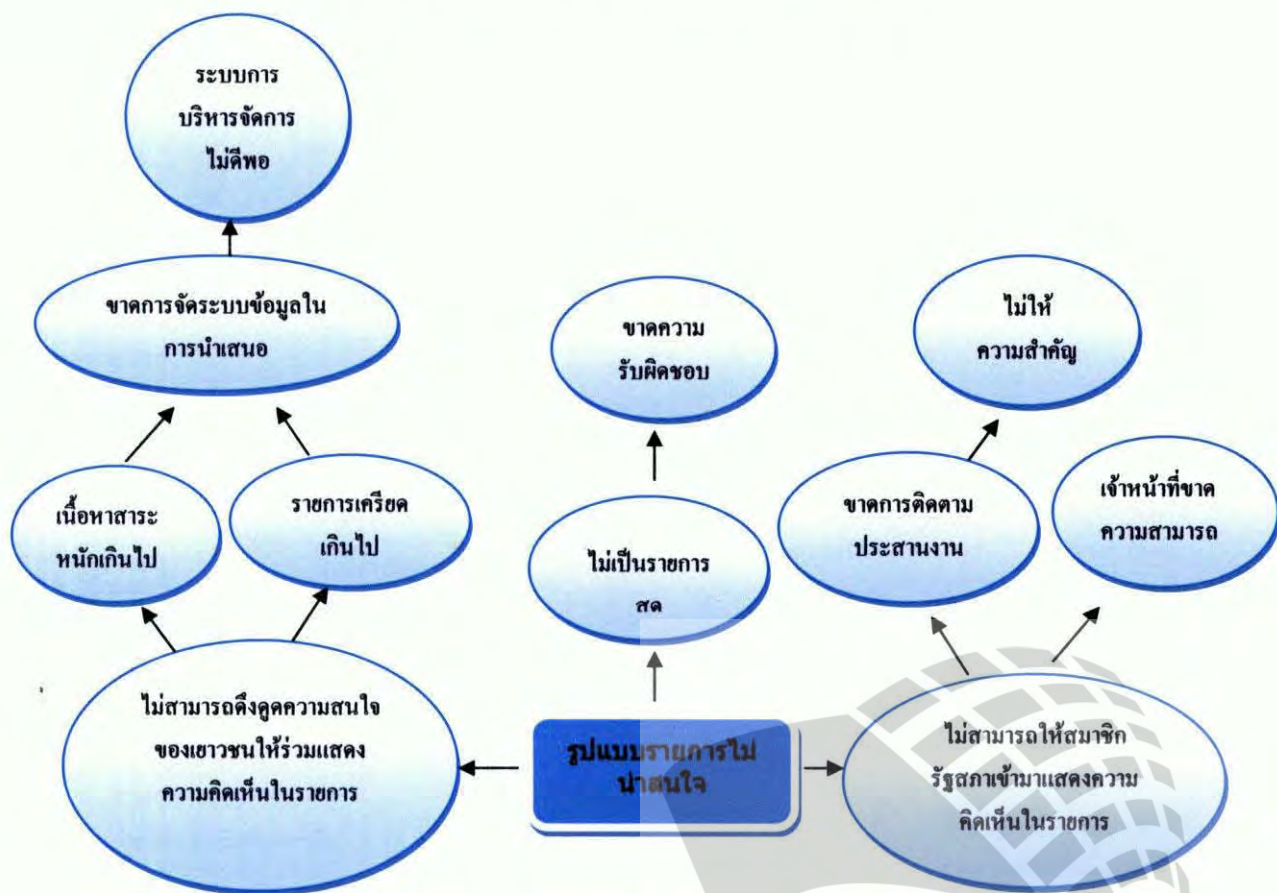 ระบบการ
บริหารจัดการ
ไม่ดีพอ
ขาดการจัดระบบข้อมูลใน
การนำเสนอ
ขาดความ
รับผิดชอบ
ไม่ให้
ความสำคัญ
เนื้อหาสาระ
หนักเกินไป
รายการเครียด
เกินไป
ไม่เป็นรายการ
สด
ขาดการติดตาม
ประสานงาน
เจ้าหน้าที่ขาด
ความสามารถ
ไม่สามารถดึงดูดความสนใจ
ของเยาวชนให้ร่วมแสดง
ความคิดเห็นในรายการ
รูปแบบรายการไม่
น่าสนใจ
ไม่สามารถให้สมาชิก
รัฐสภาเข้ามาแสดงความ
คิดเห็นในรายการ